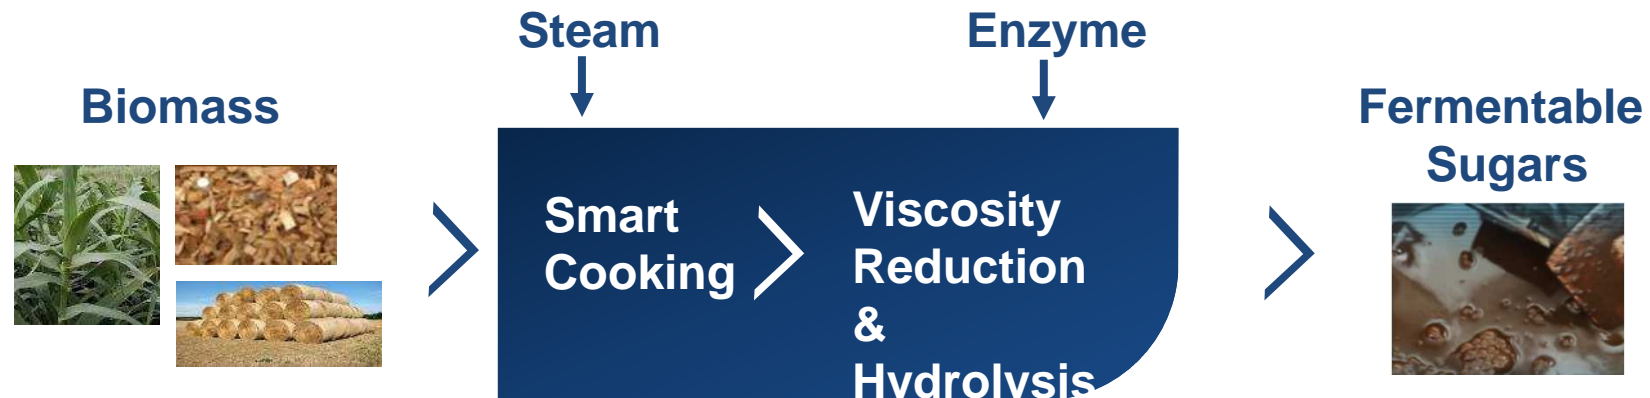 Steam
Enzyme
Biomass
Fermentable
Sugars
Smart
Cooking
Viscosity
Reduction
&
Hydrolysis